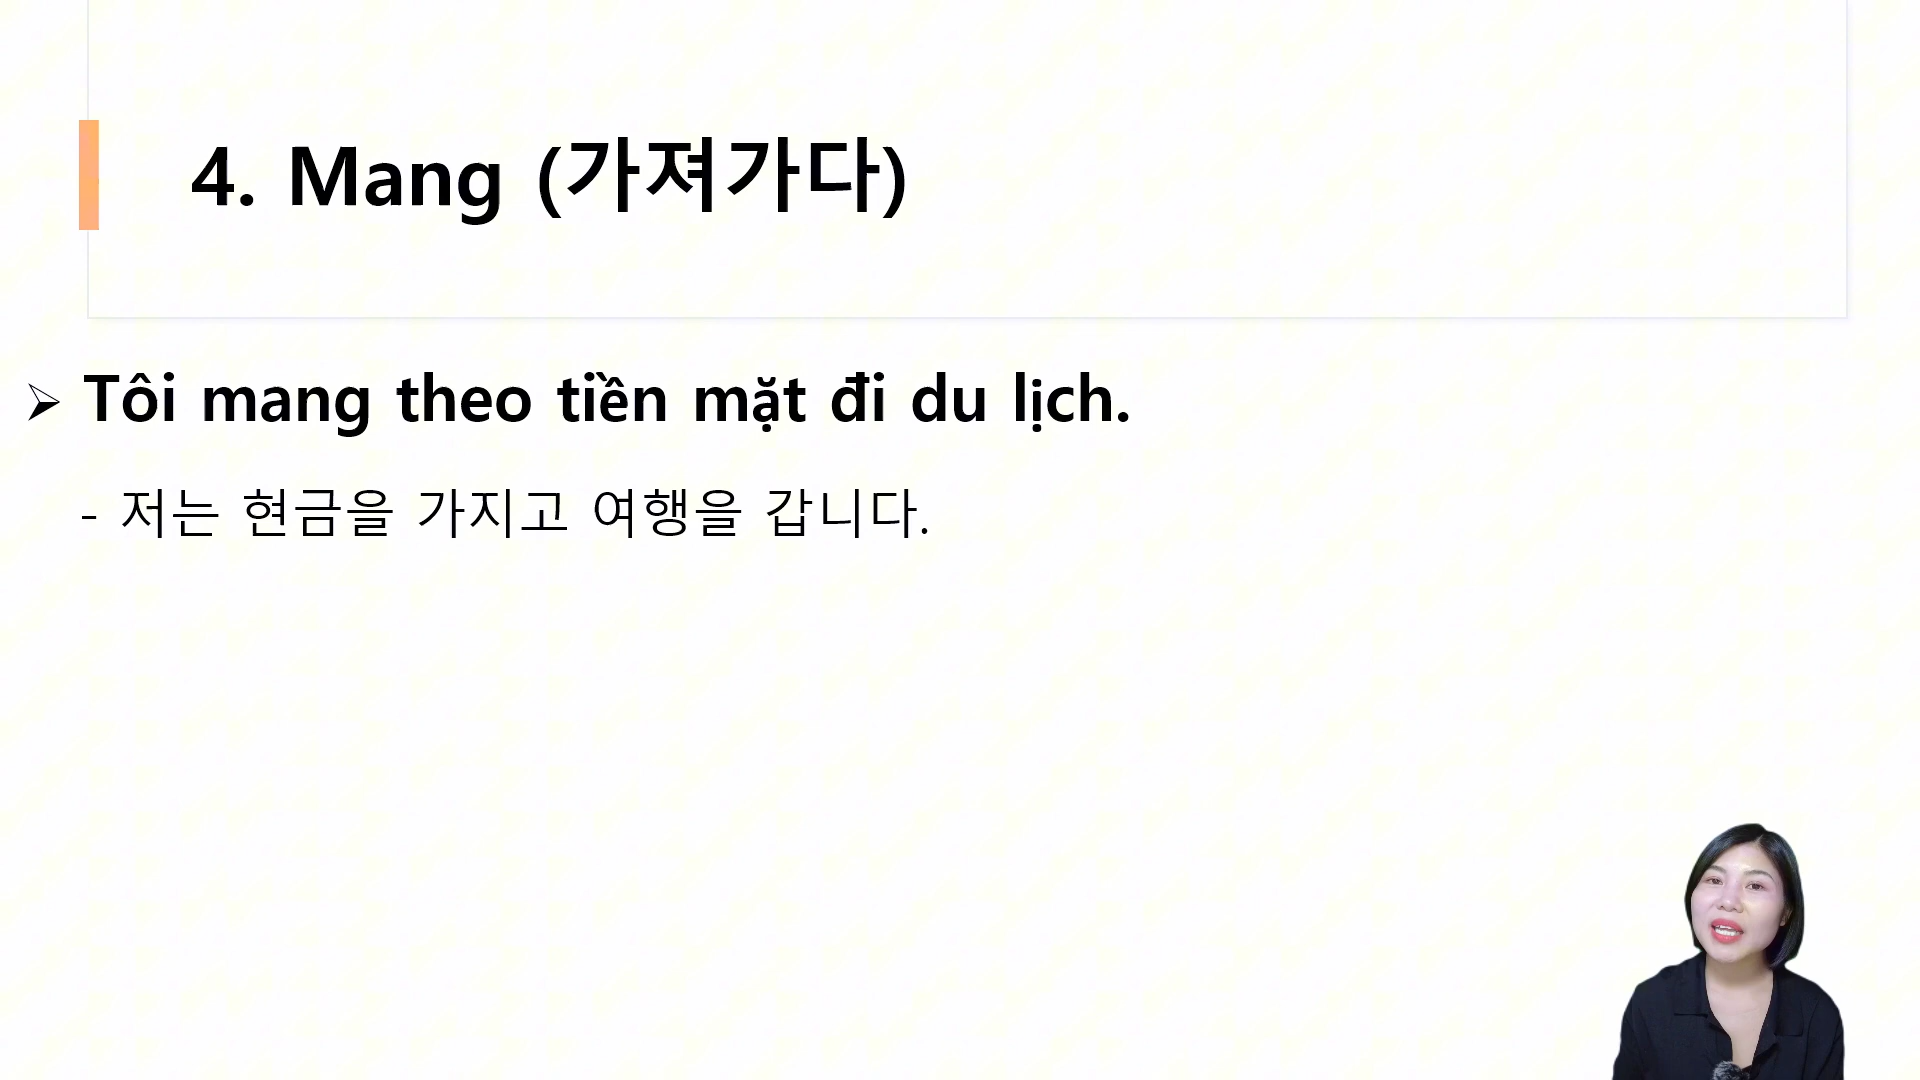 4. Mang (가져가다)
➢ Tôi mang theo tiền mặt đi du lịch.
- 저는 현금을 가지고 여행을 갑니다.